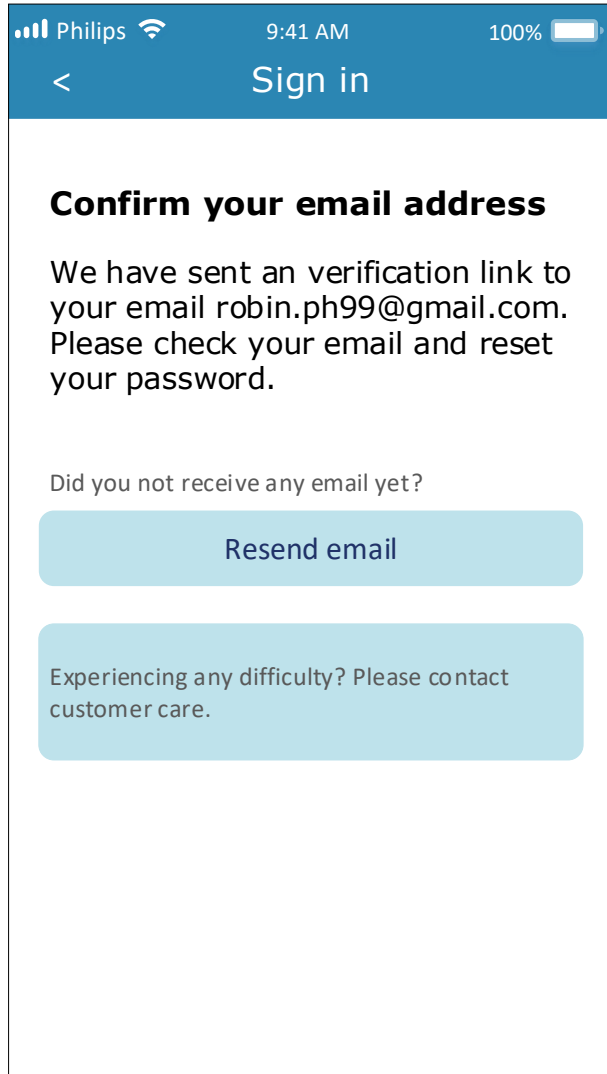 Philips 9:41 AM 100%
< Sign in
Confirm your email address
We have sent an verification link to
your email robin.ph99@gmail.com.
Please check your email and reset
your password.
Did you not receive any email yet?
Resend email
Experiencing any difficulty? Please contact
customer care.